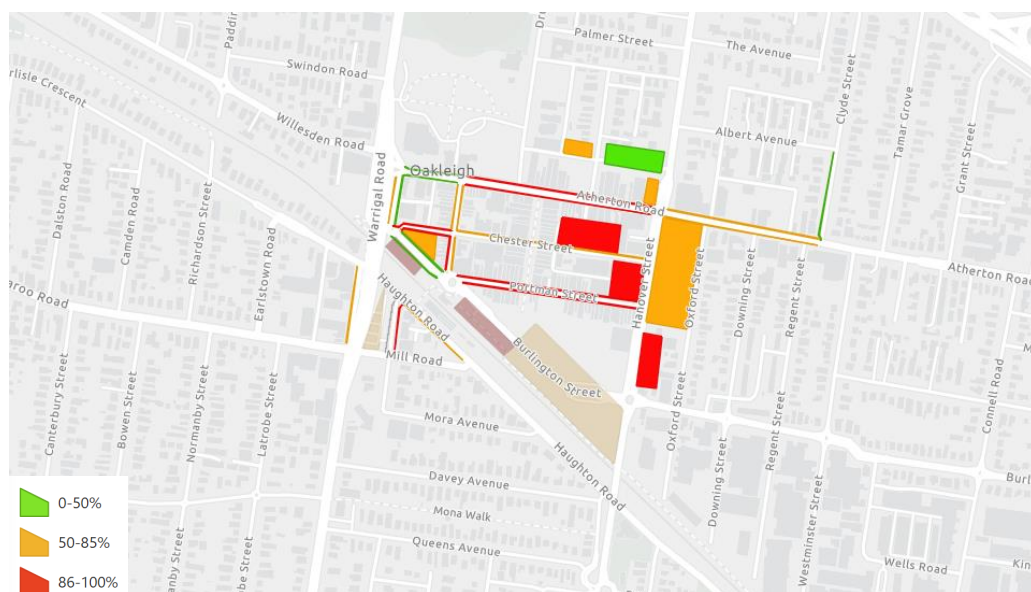 Palmer Street
The Avenue
Swindon Road
Clyde Street
Tamar Grove
Willesden Road
Albert Avenue
Grant Street
Oakleigh
Warrigal Road
Atherton Road
Dalston Road
Camden Road
Richardson Street
Earlstown Road
Chester Street
Hanover Street
Oxford Street
Downing Street
Regent Street
Atherton Road
Portman Street
Haughton Road
Mill Road
Burlington Street
Canterbury Street
Bowen Street
Normanby Street
Latrobe Street
Mora Avenue
Oxford Street
Downing Street
Regent Street
Connell Road
Haughton Road
Davey Avenue
Mona Walk
Queens Avenue
Westminster Street
Wells Road
0-50%
50-85%
86-100%